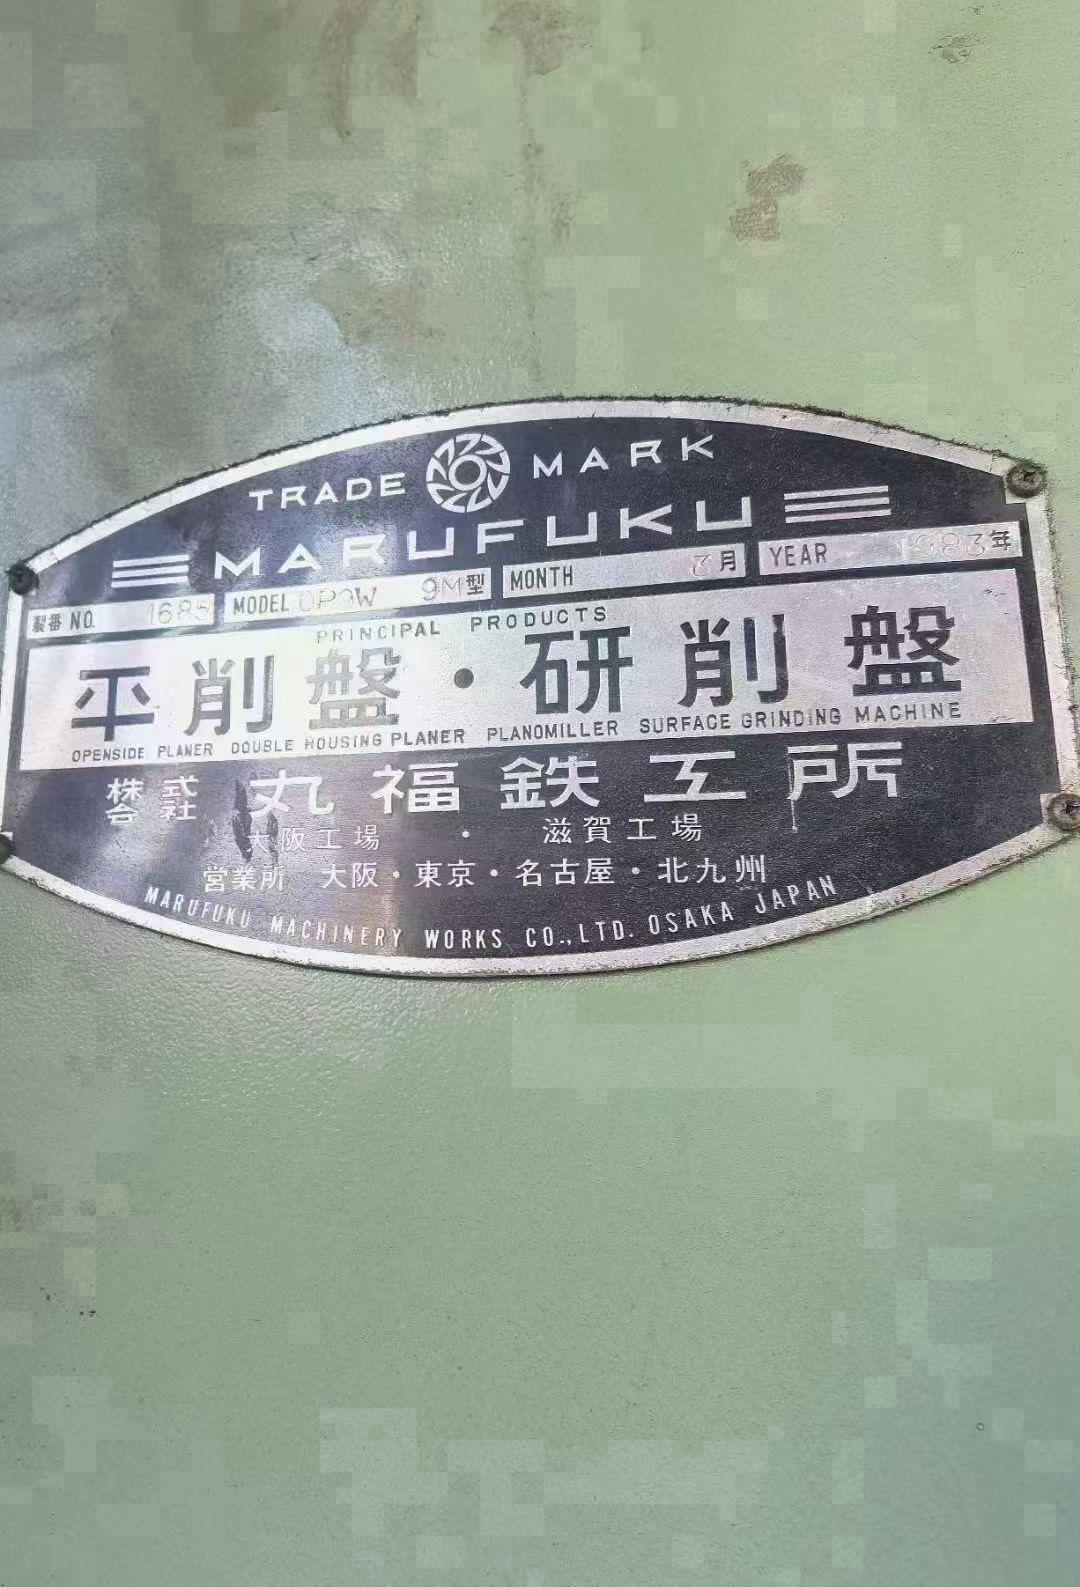 TRADE MARK
MARUFUKU
製番 NO. 1685 MODEL 9M型 MONTH 月 YEAR 1983年
PRINCIPAL PRODUCTS
平削盤・研削盤
OPENSIDE PLANER DOUBLE HOUSING PLANER PLANOMILLER SURFACE GRINDING MACHINE
株式会社 丸福鉄工所
大阪工場・滋賀工場
営業所 大阪・東京・名古屋・北九州
MARUFUKU MACHINERY WORKS CO.,LTD. OSAKA JAPAN